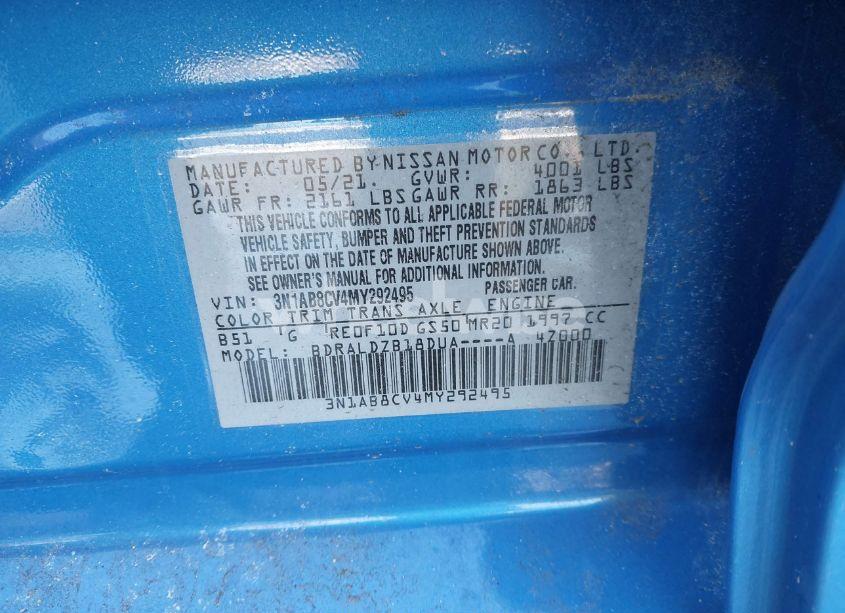 MANUFACTURED BY NISSAN MOTOR CO., LTD.
DATE: 05/21. GVWR: 4001 LBS
GAWR FR: 2161 LBS GAWR RR: 1863 LBS
THIS VEHICLE CONFORMS TO ALL APPLICABLE FEDERAL MOTOR
VEHICLE SAFETY, BUMPER AND THEFT PREVENTION STANDARDS
IN EFFECT ON THE DATE OF MANUFACTURE SHOWN ABOVE.
SEE OWNER'S MANUAL FOR ADDITIONAL INFORMATION.
VIN: 3N1AB8CV4MY292495 PASSENGER CAR.
COLOR TRIM TRANS AXLE ENGINE
B51 G RE0F10D GS50 MR20 1997 CC
MODEL: BDRALDZB18DUA----A 4Z000
3N1AB8CV4MY292495